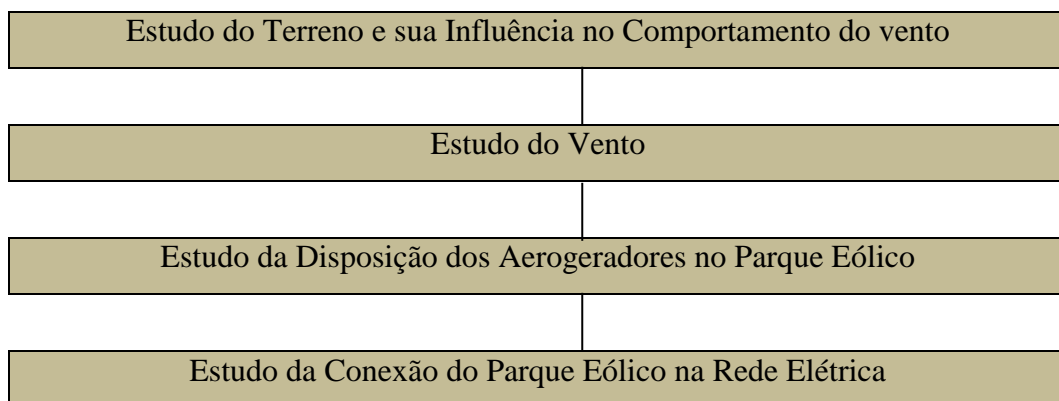 Estudo do Terreno e sua Influência no Comportamento do vento
Estudo do Vento
Estudo da Disposição dos Aerogeradores no Parque Eólico
Estudo da Conexão do Parque Eólico na Rede Elétrica